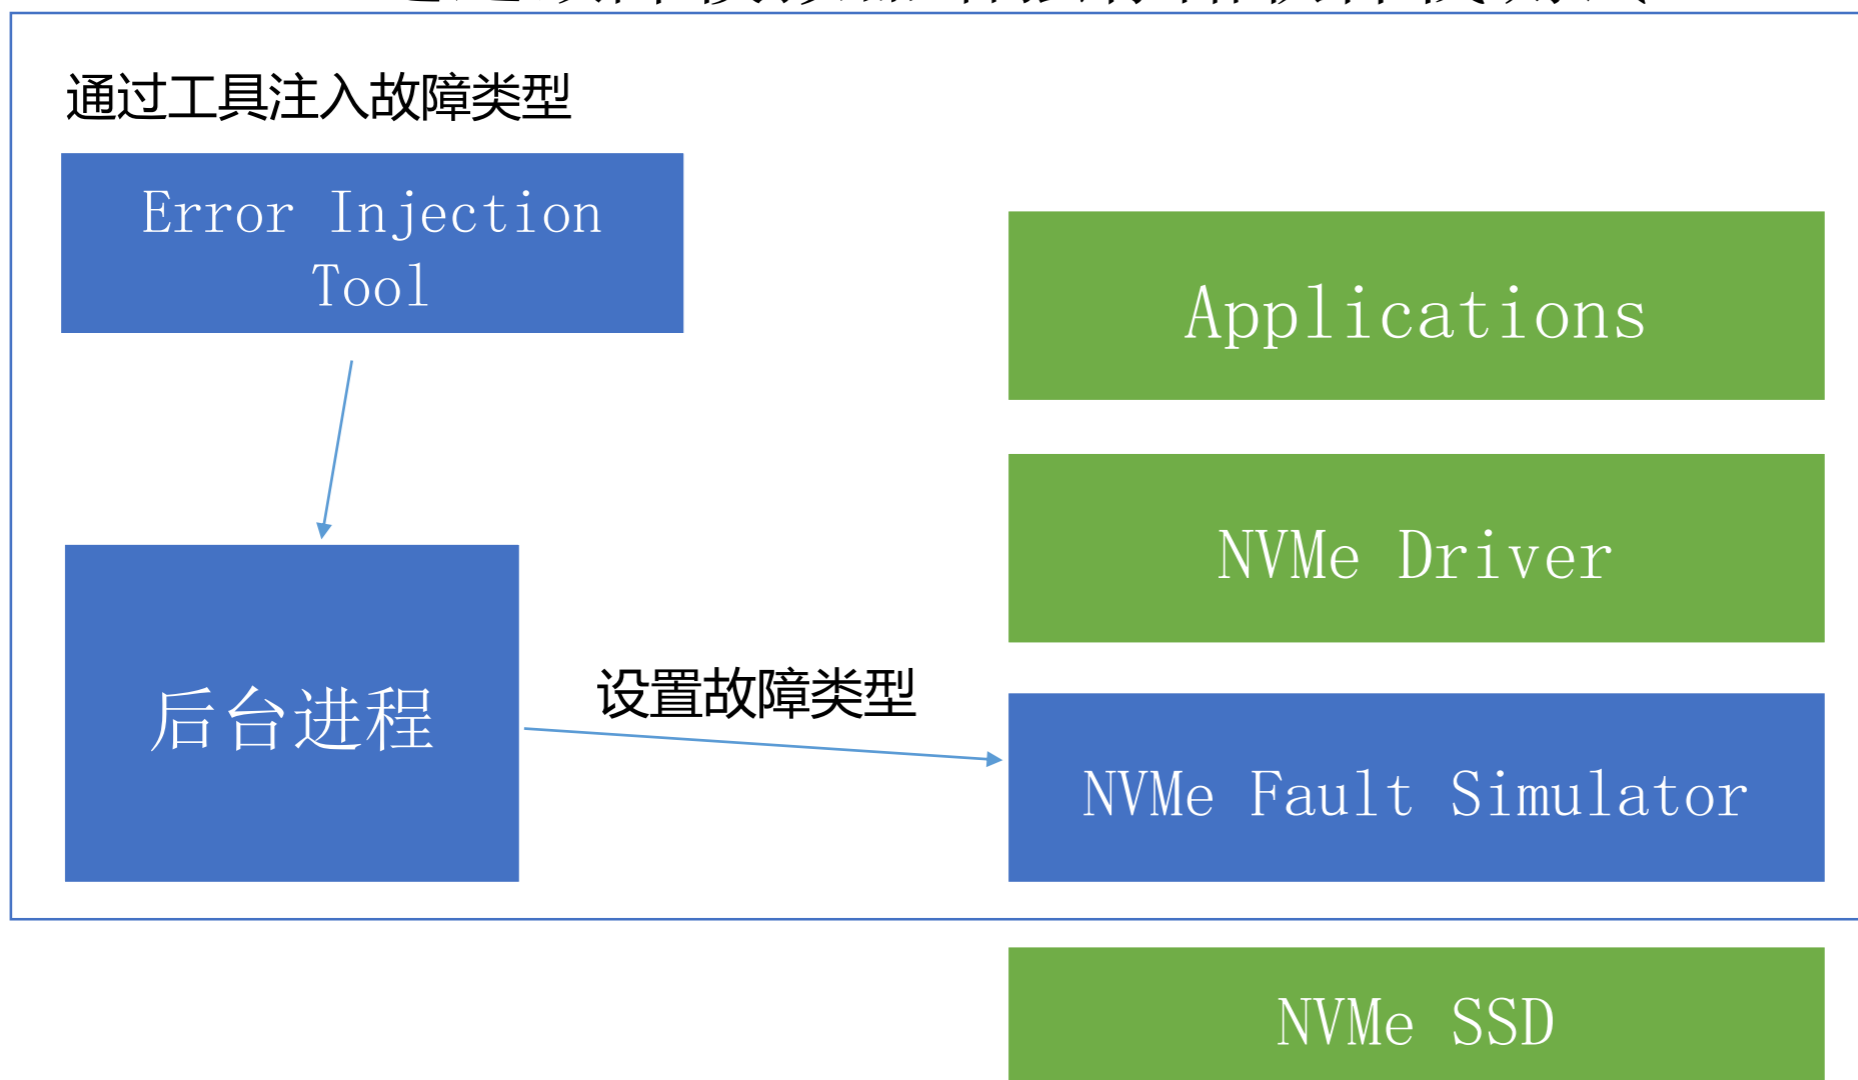 通过工具注入故障类型
Error Injection
Tool
Applications
NVMe Driver
后台进程
设置故障类型
NVMe Fault Simulator
NVMe SSD